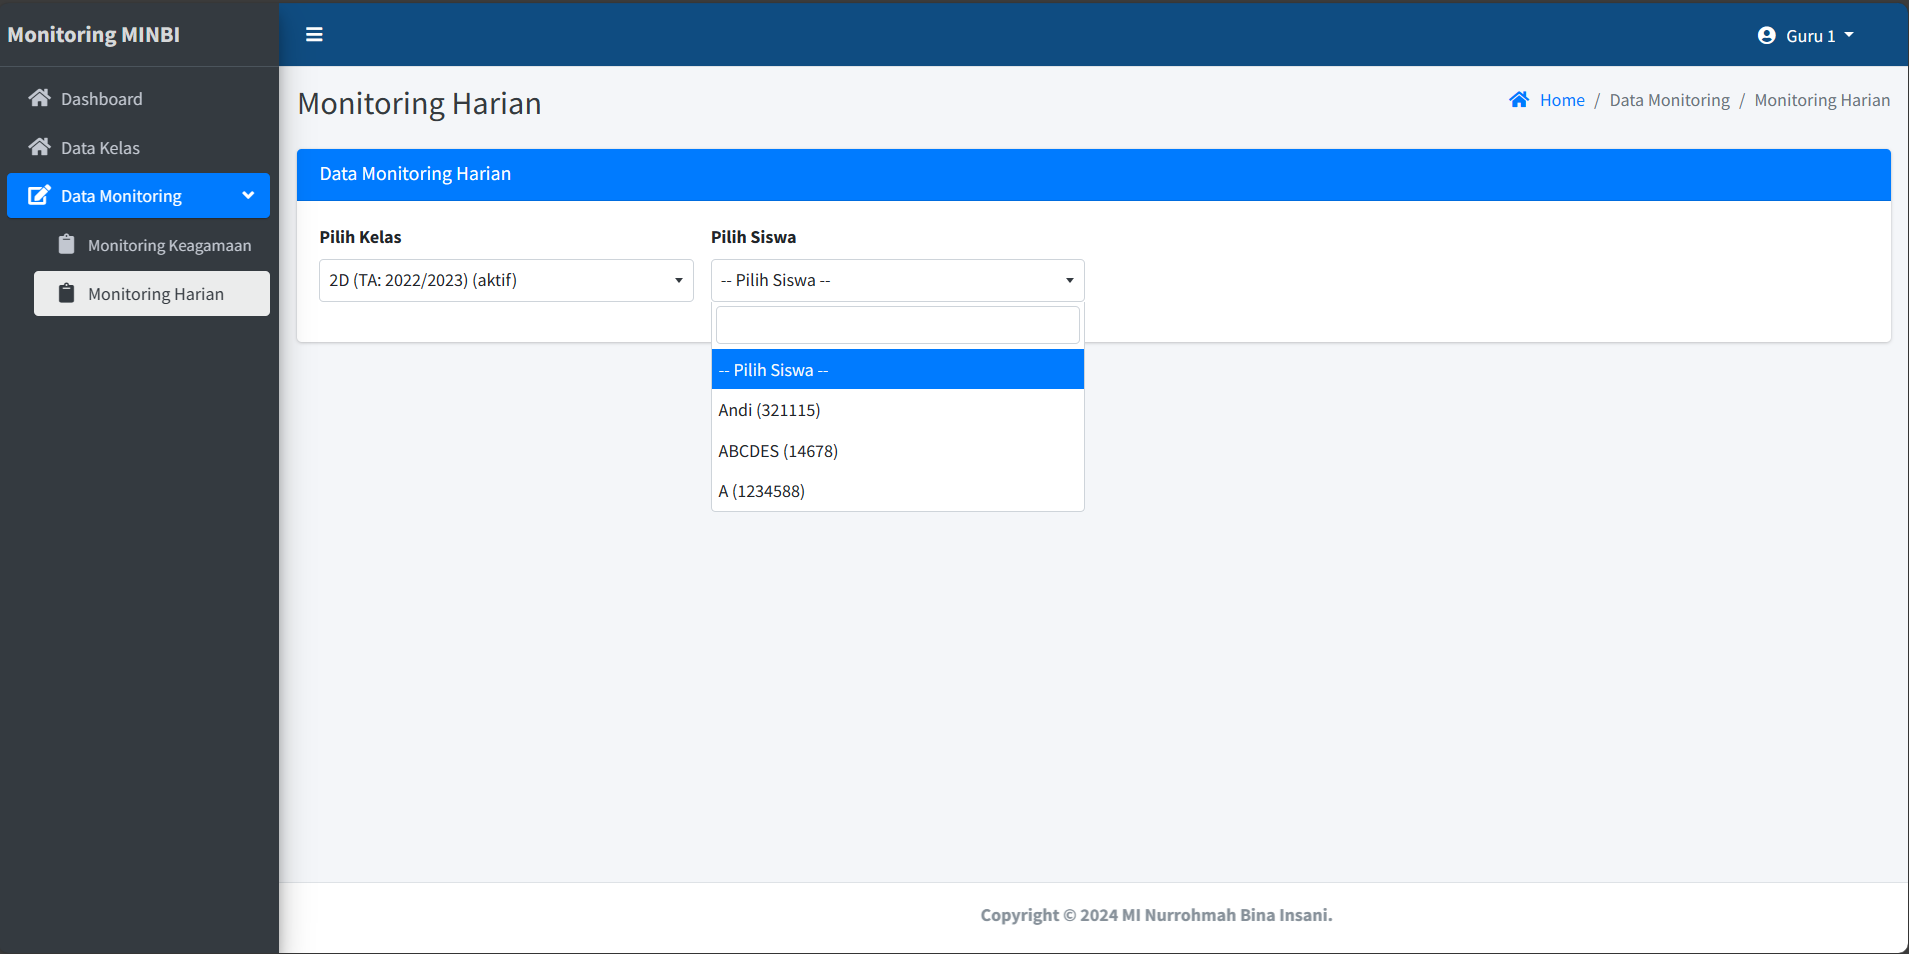 Monitoring MINBI
Guru 1
Dashboard
Data Kelas
Data Monitoring
Monitoring Keagamaan
Monitoring Harian
Monitoring Harian
Home / Data Monitoring / Monitoring Harian
Data Monitoring Harian
Pilih Kelas
2D (TA: 2022/2023) (aktif)
Pilih Siswa
-- Pilih Siswa --
-- Pilih Siswa --
Andi (321115)
ABCDES (14678)
A (1234588)
Copyright © 2024 MI Nurrohmah Bina Insani.